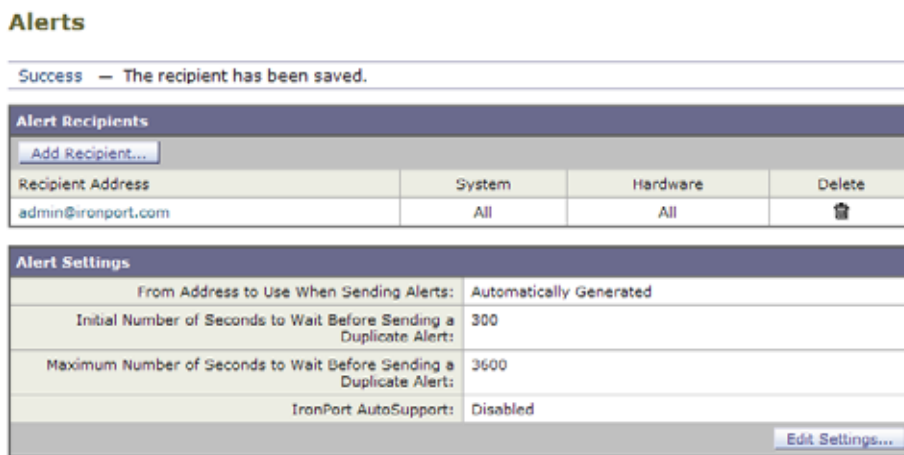 Alerts
Success — The recipient has been saved.
Alert Recipients
Add Recipient...
Recipient Address System Hardware Delete
admin@ironport.com All All
Alert Settings
From Address to Use When Sending Alerts: Automatically Generated
Initial Number of Seconds to Wait Before Sending a 300
Duplicate Alert:
Maximum Number of Seconds to Wait Before Sending a 3600
Duplicate Alert:
IronPort AutoSupport: Disabled
Edit Settings...